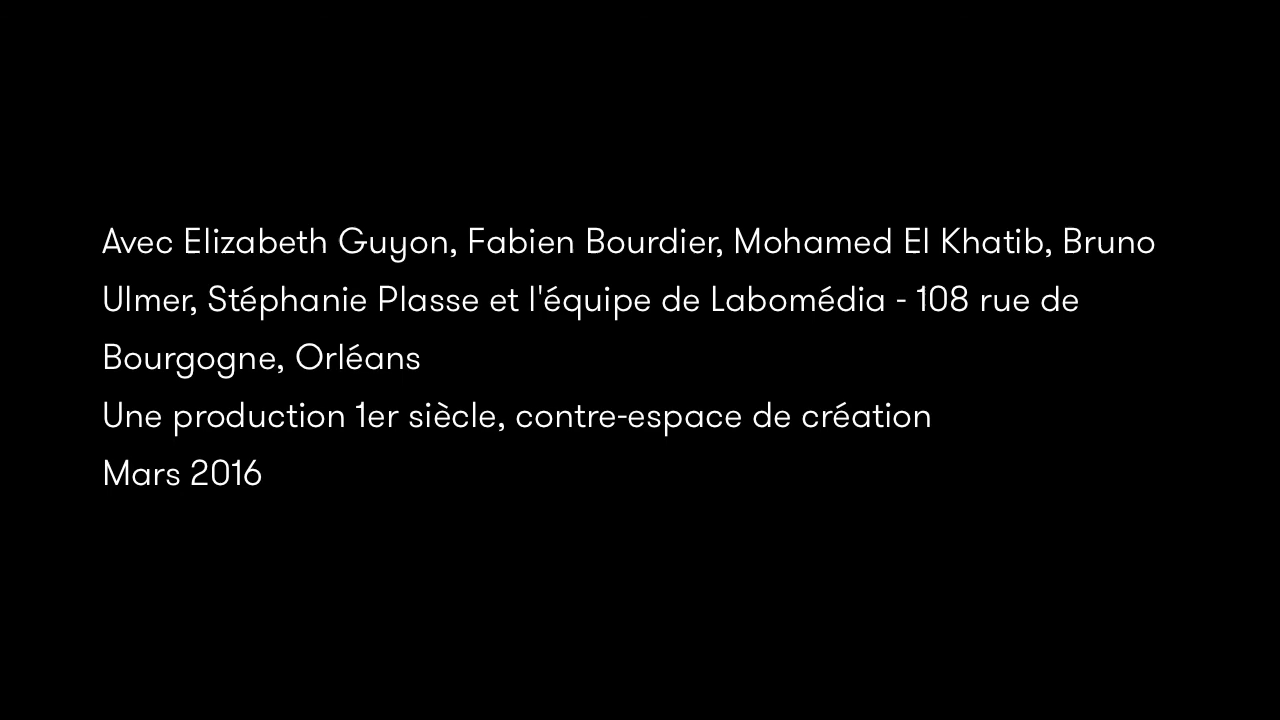 Avec Elizabeth Guyon, Fabien Bourdier, Mohamed El Khatib, Bruno
Ulmer, Stéphanie Plasse et l'équipe de Labomédia - 108 rue de
Bourgogne, Orléans
Une production 1er siècle, contre-espace de création
Mars 2016